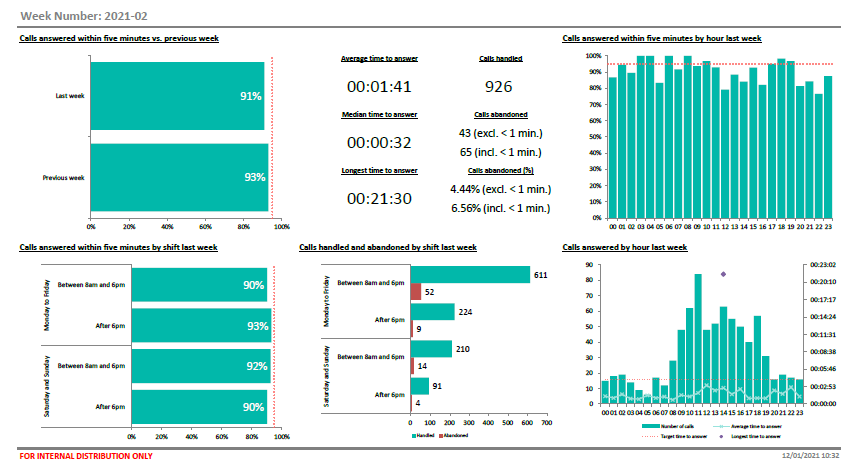 Week Number: 2021-02
Calls answered within five minutes vs. previous week
Last week
91%
Previous week
93%
0% 20% 40% 60% 80% 100%
Average time to answer
00:01:41
Median time to answer
00:00:32
Longest time to answer
00:21:30
Calls handled
926
Calls abandoned
43 (excl. < 1 min.)
65 (incl. < 1 min.)
Calls abandoned (%)
4.44% (excl. < 1 min.)
6.56% (incl. < 1 min.)
Calls answered within five minutes by hour last week
100%
90%
80%
70%
60%
50%
40%
30%
20%
10%
0%
00 01 02 03 04 05 06 07 08 09 10 11 12 13 14 15 16 17 18 19 20 21 22 23
Calls answered within five minutes by shift last week
Monday to Friday
Between 8am and 6pm
90%
After 6pm
93%
Saturday and Sunday
Between 8am and 6pm
92%
After 6pm
90%
0% 20% 40% 60% 80% 100%
Calls handled and abandoned by shift last week
Monday to Friday
Between 8am and 6pm
611
52
After 6pm
224
9
Saturday and Sunday
Between 8am and 6pm
210
14
After 6pm
91
4
0 100 200 300 400 500 600 700
Handled Abandoned
Calls answered by hour last week
90
80
70
60
50
40
30
20
10
0
00:23:02
00:20:10
00:17:17
00:14:24
00:11:31
00:08:38
00:05:46
00:02:53
00:00:00
00 01 02 03 04 05 06 07 08 09 10 11 12 13 14 15 16 17 18 19 20 21 22 23
Number of calls Average time to answer
Target time to answer Longest time to answer
FOR INTERNAL DISTRIBUTION ONLY
12/01/2021 10:32